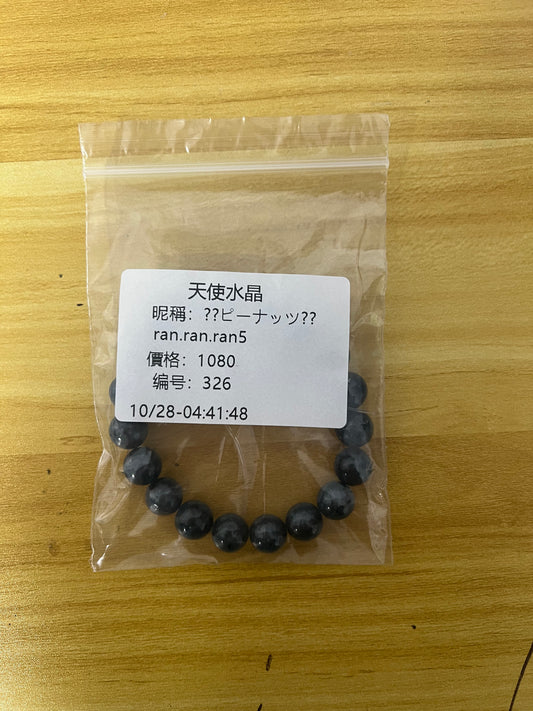 天使水晶
昵稱：??ピーナッツ??
ran.ran.ran5
價格：1080
编号：326
10/28-04:41:48